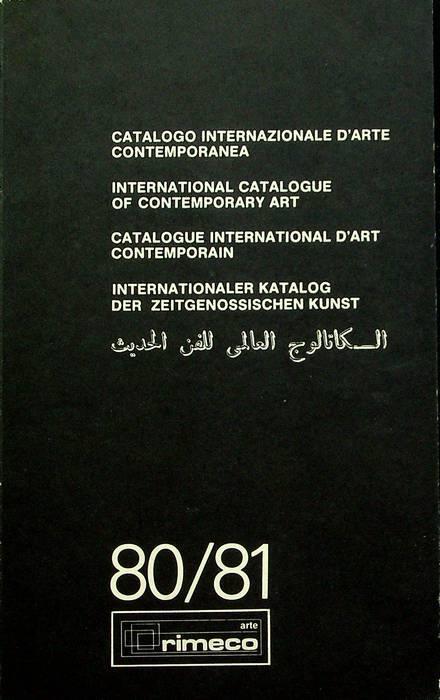 CATALOGO INTERNAZIONALE D'ARTE
CONTEMPORANEA
INTERNATIONAL CATALOGUE
OF CONTEMPORARY ART
CATALOGUE INTERNATIONAL D'ART
CONTEMPORAIN
INTERNATIONALER KATALOG
DER ZEITGENOSSISCHEN KUNST
الـكاتالوج العالمى للفن الحديث
80/81
arte
rimeco